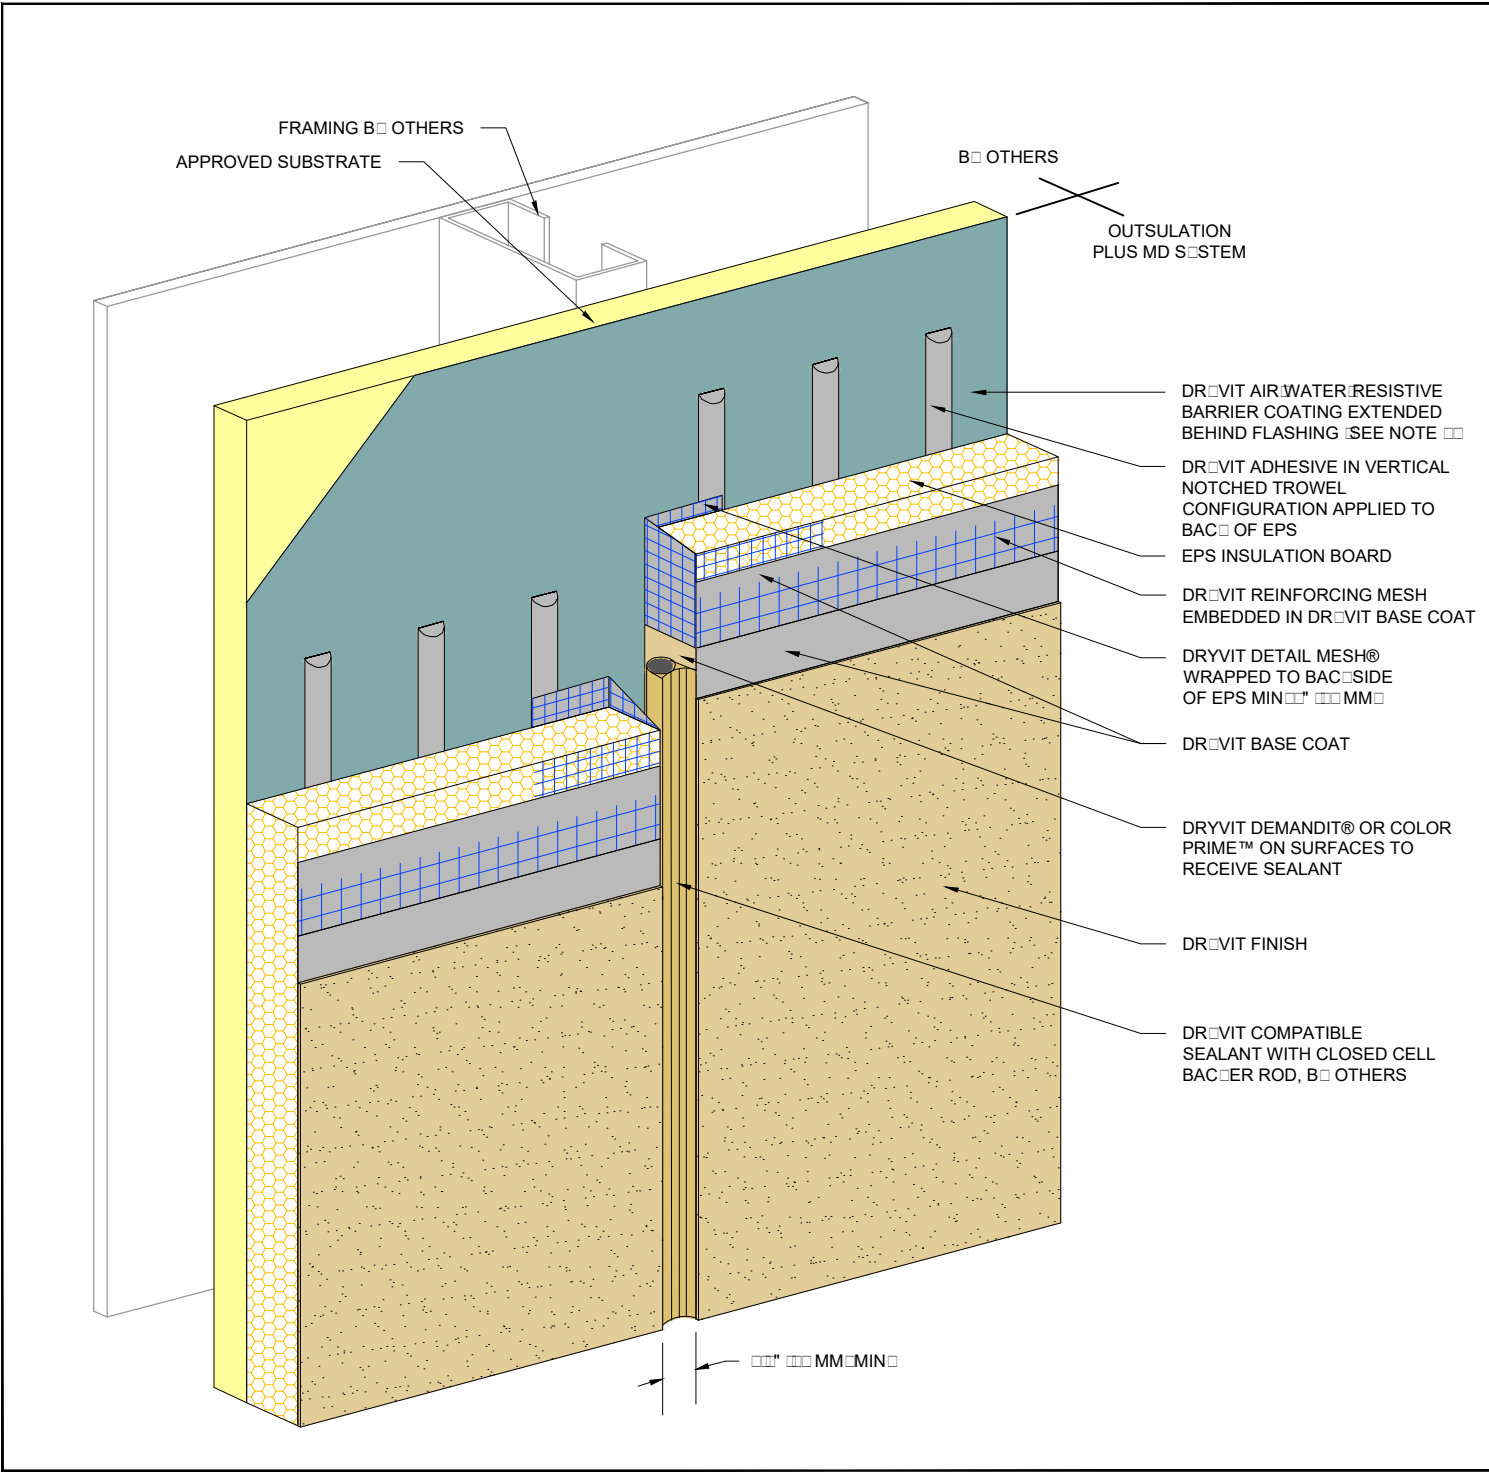 FRAMING B□ OTHERS
APPROVED SUBSTRATE
B□ OTHERS
OUTSULATION
PLUS MD S□STEM
DR□VIT AIR□WATER□RESISTIVE
BARRIER COATING EXTENDED
BEHIND FLASHING □SEE NOTE □□
DR□VIT ADHESIVE IN VERTICAL
NOTCHED TROWEL
CONFIGURATION APPLIED TO
BAC□ OF EPS
EPS INSULATION BOARD
DR□VIT REINFORCING MESH
EMBEDDED IN DR□VIT BASE COAT
DRYVIT DETAIL MESH®
WRAPPED TO BAC□SIDE
OF EPS MIN□□" □□□ MM□
DR□VIT BASE COAT
DRYVIT DEMANDIT® OR COLOR
PRIME™ ON SURFACES TO
RECEIVE SEALANT
DR□VIT FINISH
DR□VIT COMPATIBLE
SEALANT WITH CLOSED CELL
BAC□ER ROD, B□ OTHERS
□□□" □□□ MM□MIN□